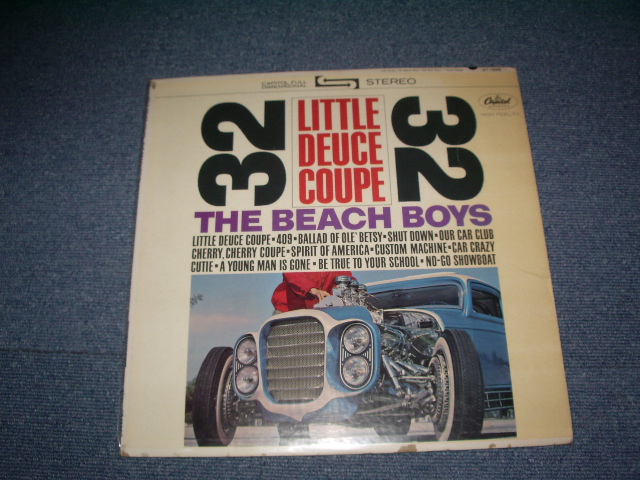 CAPITOL FULL
DIMENSIONAL
STEREO
Capitol
HIGH FIDELITY
32
LITTLE
DEUCE
COUPE
32
THE BEACH BOYS
LITTLE DEUCE COUPE • 409 • BALLAD OF OLE' BETSY • SHUT DOWN • OUR CAR CLUB
CHERRY, CHERRY COUPE • SPIRIT OF AMERICA • CUSTOM MACHINE • CAR CRAZY
CUTIE • A YOUNG MAN IS GONE • BE TRUE TO YOUR SCHOOL • NO-GO SHOWBOAT